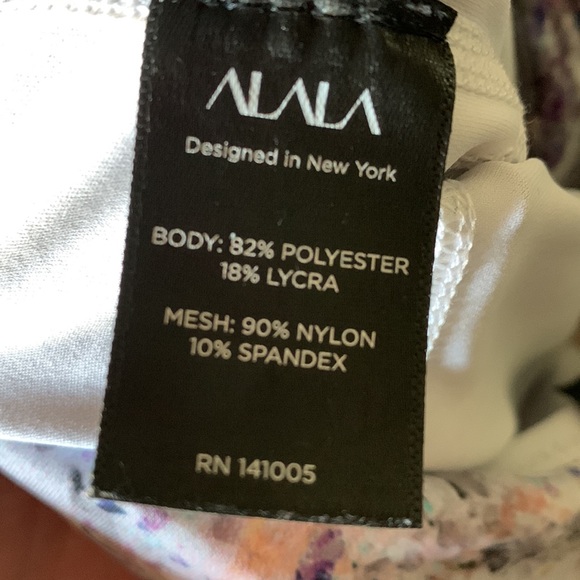 ALALA
Designed in New York
BODY: 82% POLYESTER
18% LYCRA
MESH: 90% NYLON
10% SPANDEX
RN 141005